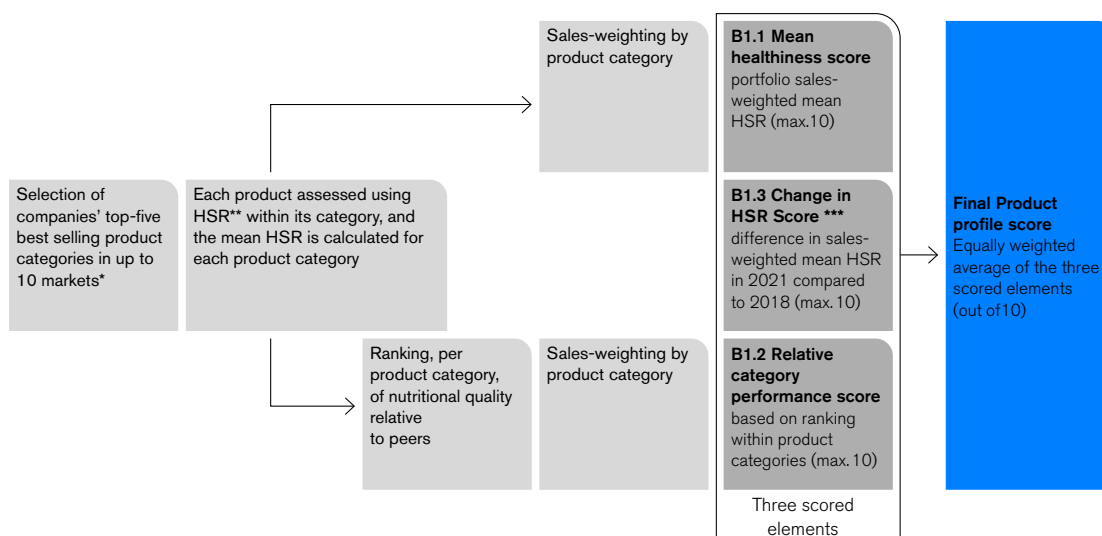 Selection of
companies’ top-five
best selling product
categories in up to
10 markets*
Each product assessed using
HSR** within its category, and
the mean HSR is calculated for
each product category
Sales-weighting by
product category
B1.1 Mean
healthiness score
portfolio sales-
weighted mean
HSR (max.10)
B1.3 Change in
HSR Score ***
difference in sales-
weighted mean HSR
in 2021 compared
to 2018 (max. 10)
Ranking, per
product category,
of nutritional quality
relative
to peers
Sales-weighting by
product category
B1.2 Relative
category
performance score
based on ranking
within product
categories (max. 10)
Three scored
elements
Final Product
profile score
Equally weighted
average of the three
scored elements
(out of 10)